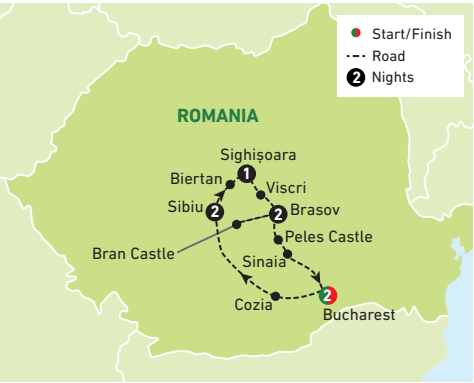 Start/Finish
Road
2 Nights
ROMANIA
Sighișoara
1
Biertan
Viscri
Sibiu 2
2 Brasov
Peles Castle
Bran Castle
Sinaia
Cozia
2
Bucharest